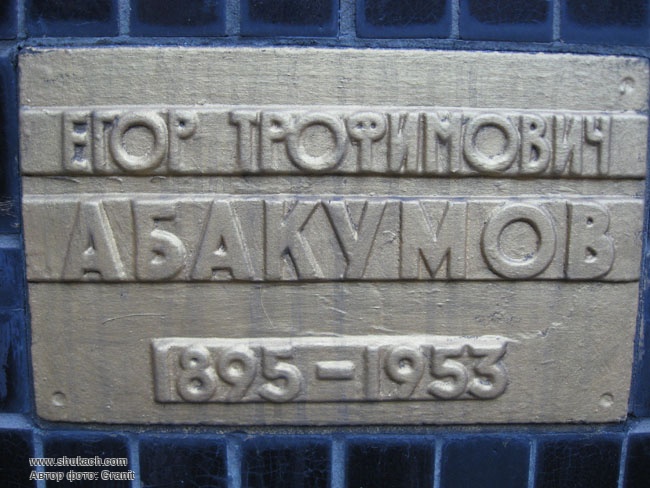 ЕГОР ТРОФИМОВИЧ
АБАКУМОВ
1895-1953
www.shukach.com
Автор фото: Granit